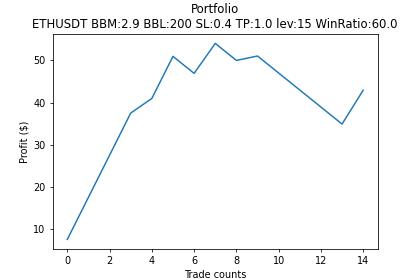 Portfolio
ETHUSDT BBM:2.9 BBL:200 SL:0.4 TP:1.0 lev:15 WinRatio:60.0
50
40
30
20
10
Profit ($)
0 2 4 6 8 10 12 14
Trade counts